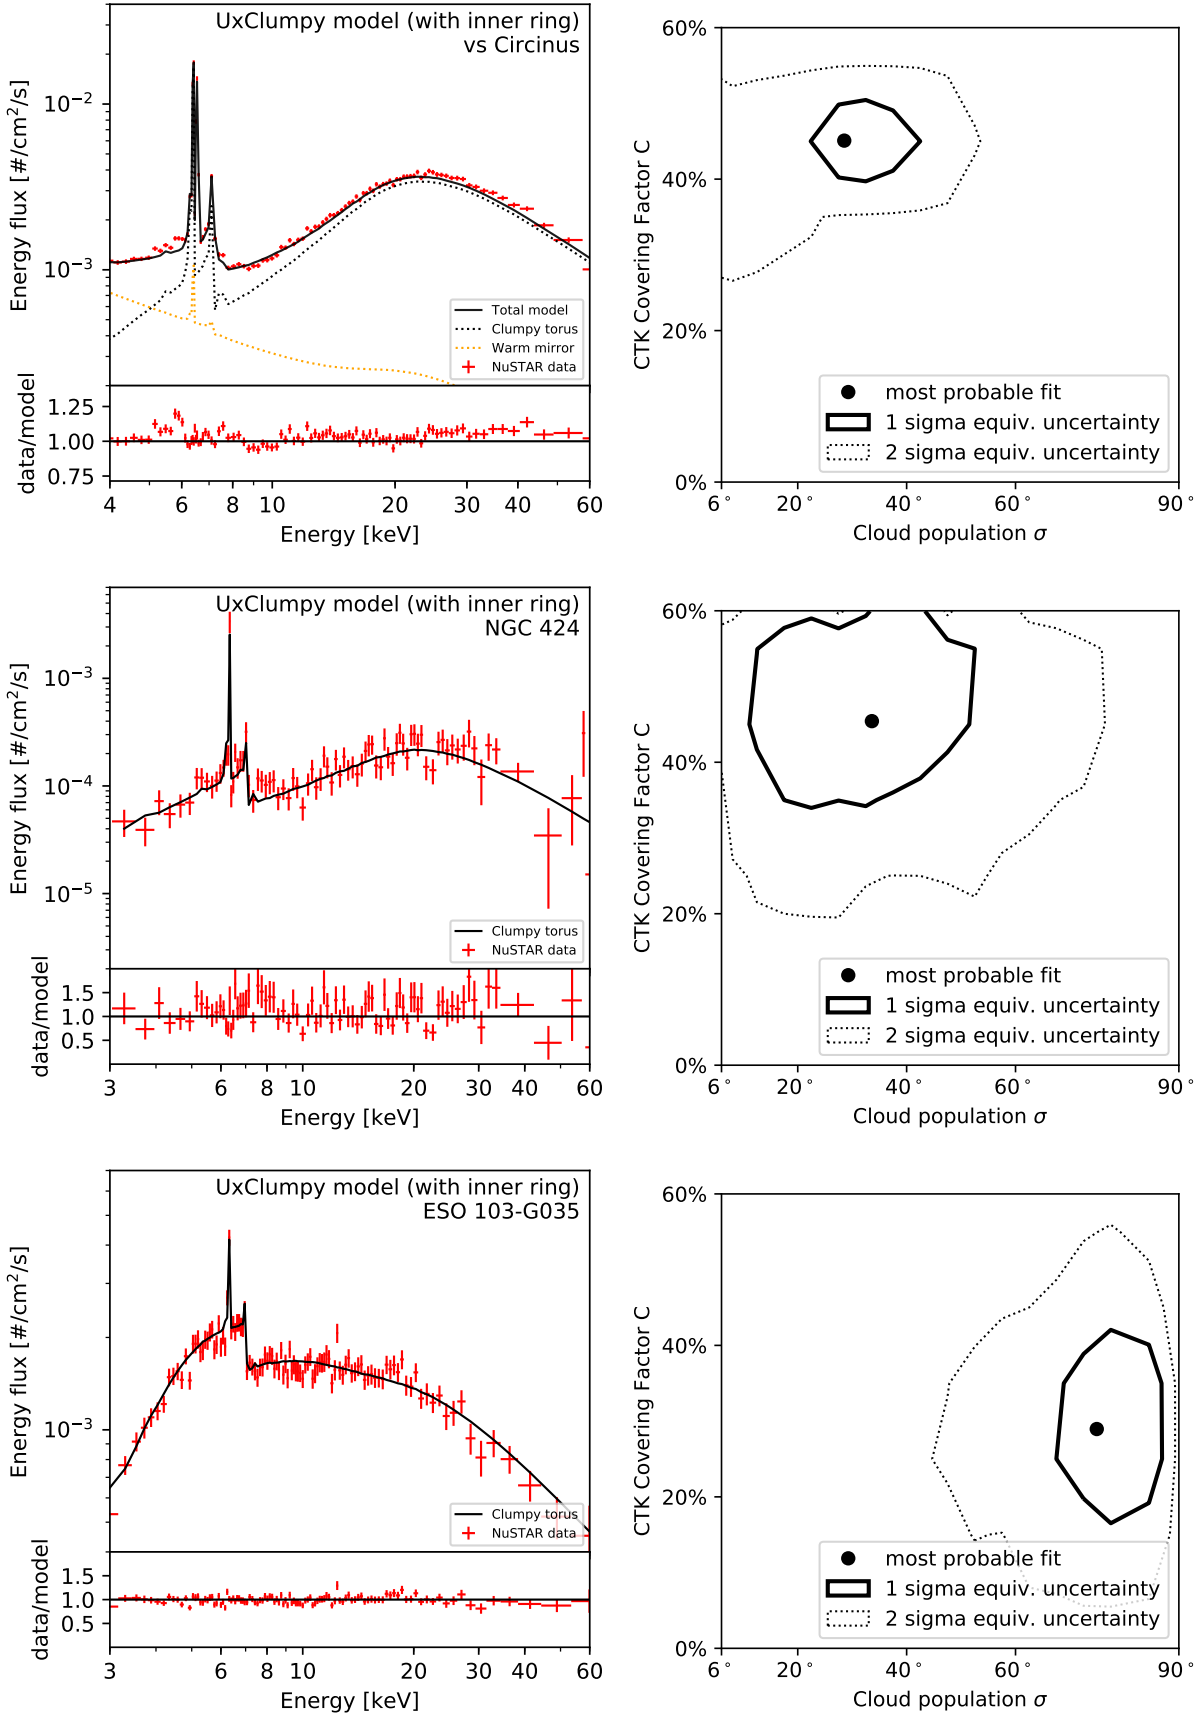 UxClumpy model (with inner ring)
vs Circinus
Energy flux [#/cm²/s]
10⁻²
10⁻³
Total model
Clumpy torus
Warm mirror
NuSTAR data
data/model
1.25
1.00
0.75
4 6 8 10 20 40 60
Energy [keV]
CTK Covering Factor C
60%
40%
20%
0%
most probable fit
1 sigma equiv. uncertainty
2 sigma equiv. uncertainty
6° 20° 40° 60° 90°
Cloud population σ
UxClumpy model (with inner ring)
NGC 424
Energy flux [#/cm²/s]
10⁻³
10⁻⁴
10⁻⁵
Clumpy torus
NuSTAR data
data/model
1.5
1.0
0.5
3 6 8 10 20 30 40 60
Energy [keV]
CTK Covering Factor C
60%
40%
20%
0%
most probable fit
1 sigma equiv. uncertainty
2 sigma equiv. uncertainty
6° 20° 40° 60° 90°
Cloud population σ
UxClumpy model (with inner ring)
ESO 103-G035
Energy flux [#/cm²/s]
10⁻³
Clumpy torus
NuSTAR data
data/model
1.5
1.0
0.5
3 6 8 10 20 30 40 60
Energy [keV]
CTK Covering Factor C
60%
40%
20%
0%
most probable fit
1 sigma equiv. uncertainty
2 sigma equiv. uncertainty
6° 20° 40° 60° 90°
Cloud population σ